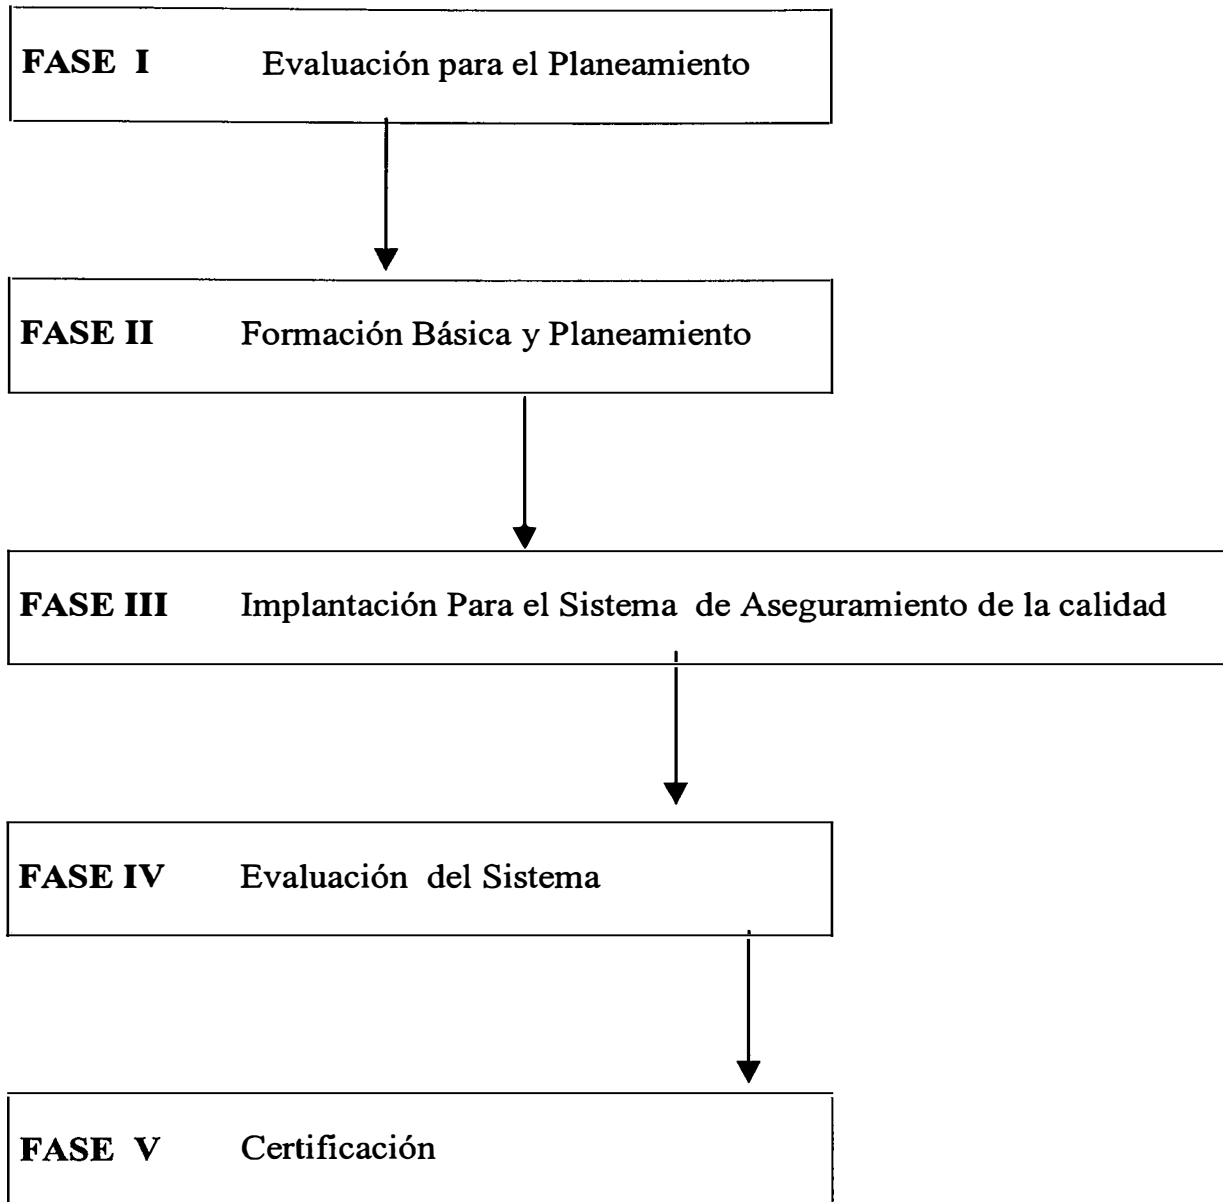 FASE I Evaluación para el Planeamiento
FASE II Formación Básica y Planeamiento
FASE III Implantación Para el Sistema de Aseguramiento de la calidad
FASE IV Evaluación del Sistema
FASE V Certificación